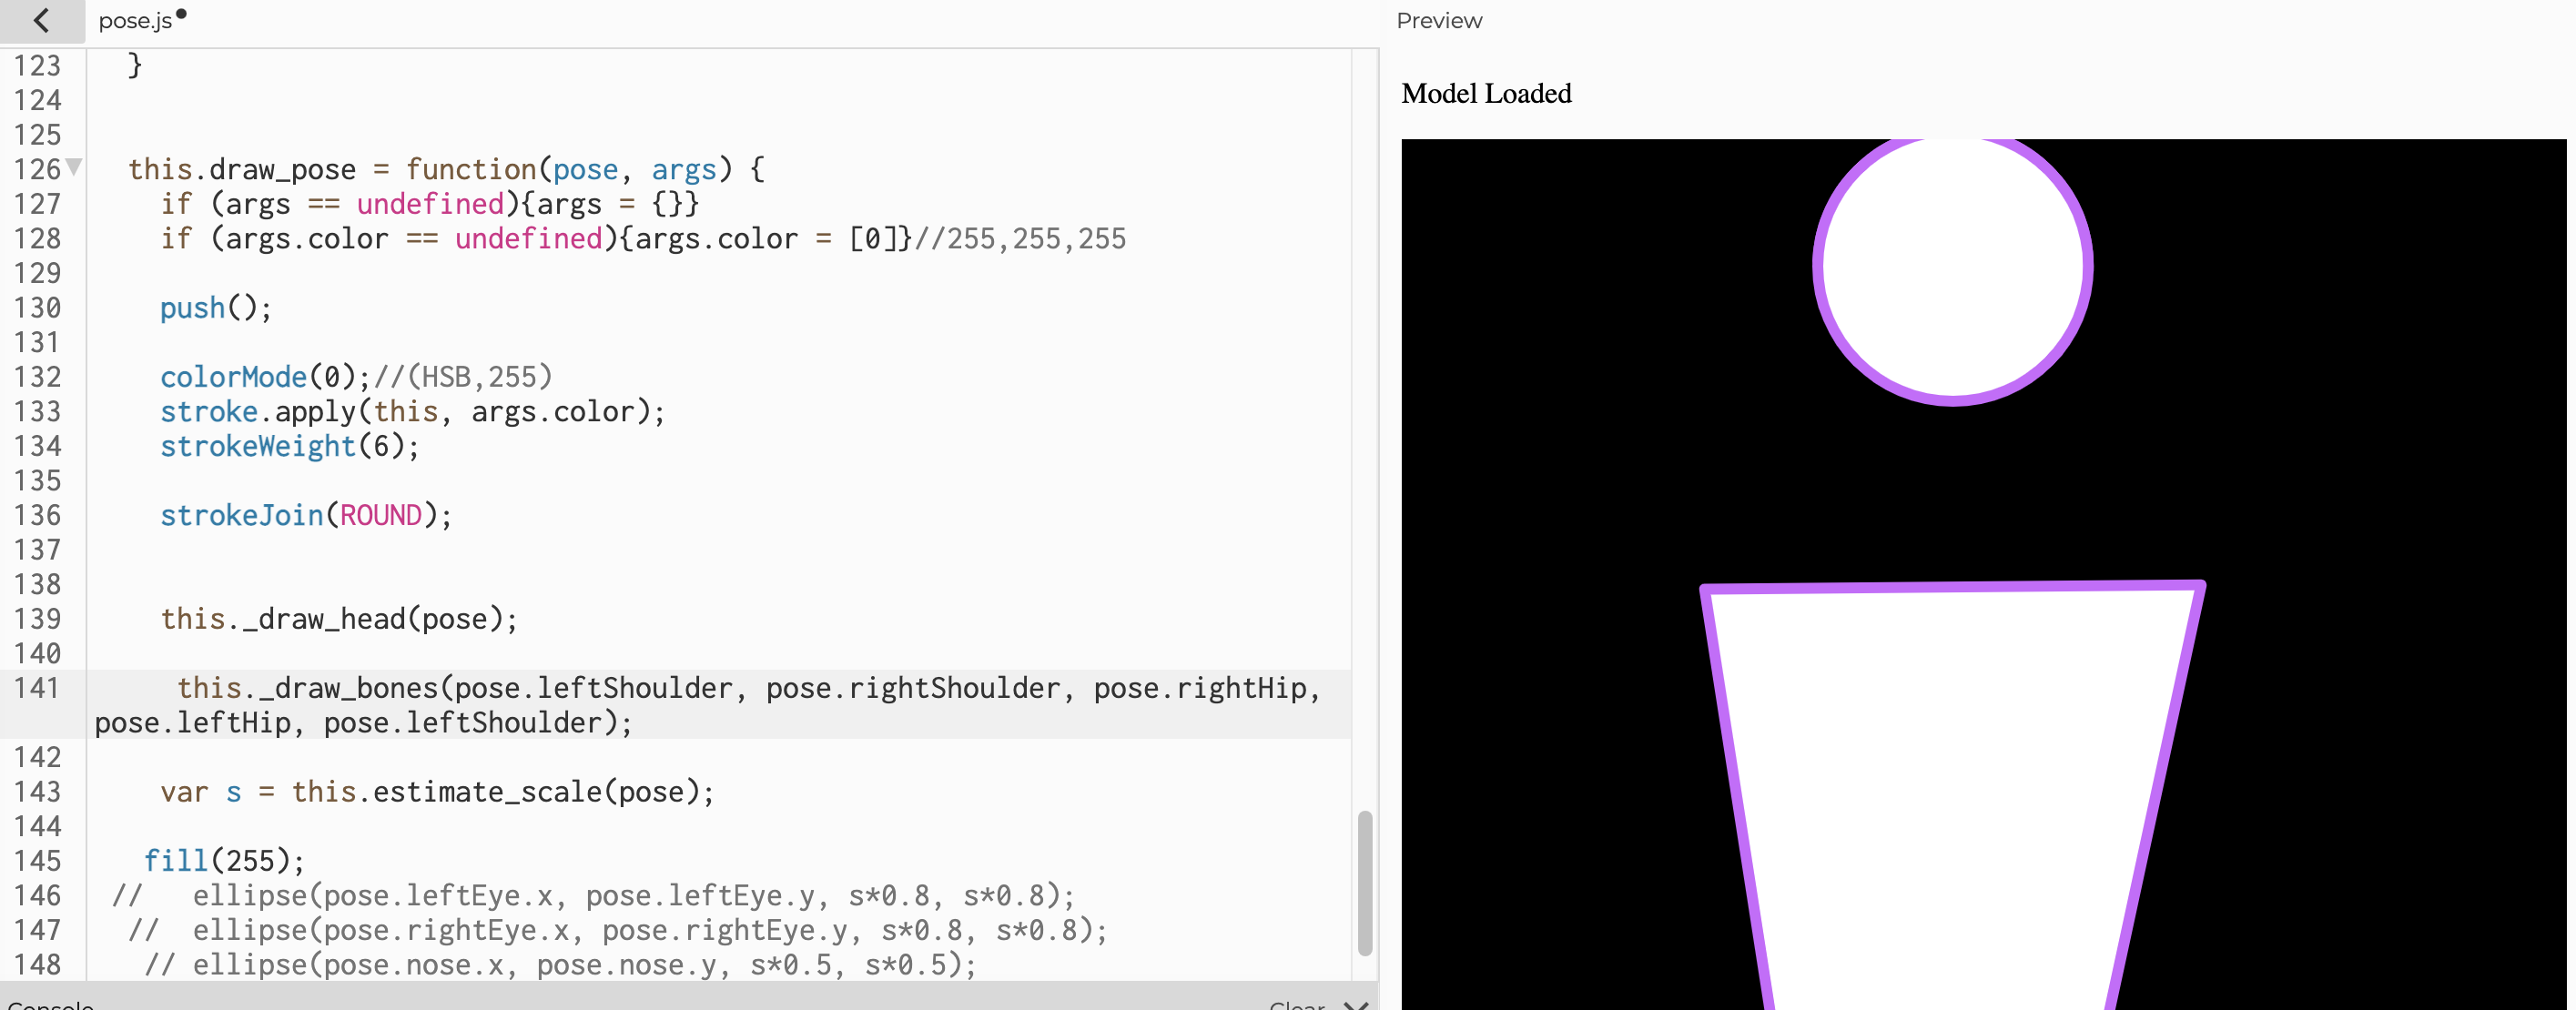 pose.js
Preview
Model Loaded
123 }
124
125
126 this.draw_pose = function(pose, args) {
127 if (args == undefined){args = {}}
128 if (args.color == undefined){args.color = [0]}//255,255,255
129
130 push();
131
132 colorMode(0);//(HSB,255)
133 stroke.apply(this, args.color);
134 strokeWeight(6);
135
136 strokeJoin(ROUND);
137
138
139 this._draw_head(pose);
140
141 this._draw_bones(pose.leftShoulder, pose.rightShoulder, pose.rightHip,
pose.leftHip, pose.leftShoulder);
142
143 var s = this.estimate_scale(pose);
144
145 fill(255);
146 // ellipse(pose.leftEye.x, pose.leftEye.y, s*0.8, s*0.8);
147 // ellipse(pose.rightEye.x, pose.rightEye.y, s*0.8, s*0.8);
148 // ellipse(pose.nose.x, pose.nose.y, s*0.5, s*0.5);
Console
Clear